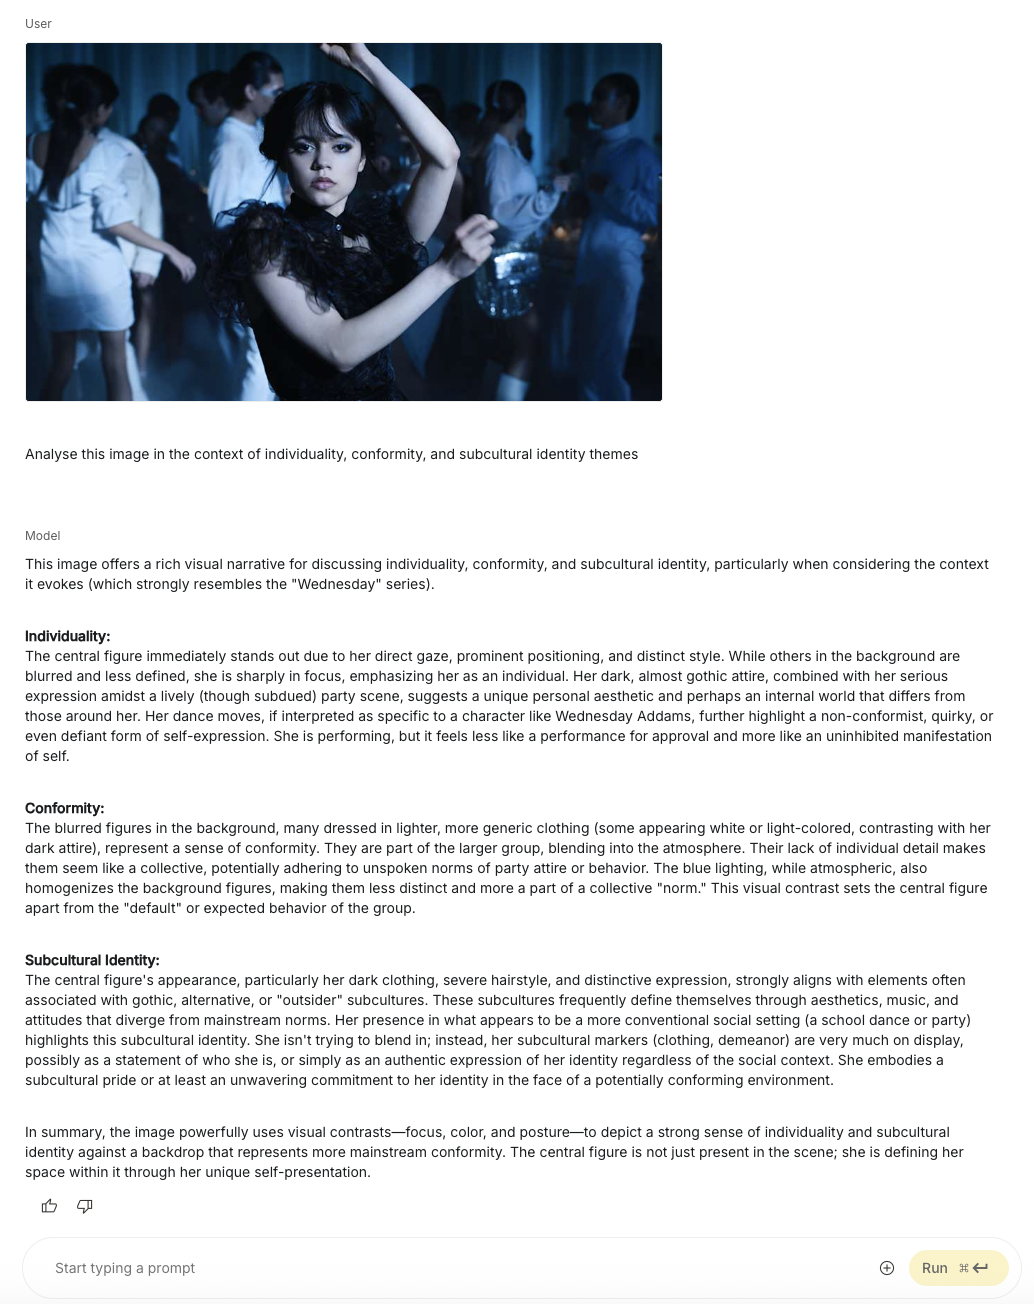 User
Analyse this image in the context of individuality, conformity, and subcultural identity themes
Model
This image offers a rich visual narrative for discussing individuality, conformity, and subcultural identity, particularly when considering the context
it evokes (which strongly resembles the "Wednesday" series).
Individuality:
The central figure immediately stands out due to her direct gaze, prominent positioning, and distinct style. While others in the background are
blurred and less defined, she is sharply in focus, emphasizing her as an individual. Her dark, almost gothic attire, combined with her serious
expression amidst a lively (though subdued) party scene, suggests a unique personal aesthetic and perhaps an internal world that differs from
those around her. Her dance moves, if interpreted as specific to a character like Wednesday Addams, further highlight a non-conformist, quirky, or
even defiant form of self-expression. She is performing, but it feels less like a performance for approval and more like an uninhibited manifestation
of self.
Conformity:
The blurred figures in the background, many dressed in lighter, more generic clothing (some appearing white or light-colored, contrasting with her
dark attire), represent a sense of conformity. They are part of the larger group, blending into the atmosphere. Their lack of individual detail makes
them seem like a collective, potentially adhering to unspoken norms of party attire or behavior. The blue lighting, while atmospheric, also
homogenizes the background figures, making them less distinct and more a part of a collective "norm." This visual contrast sets the central figure
apart from the "default" or expected behavior of the group.
Subcultural Identity:
The central figure's appearance, particularly her dark clothing, severe hairstyle, and distinctive expression, strongly aligns with elements often
associated with gothic, alternative, or "outsider" subcultures. These subcultures frequently define themselves through aesthetics, music, and
attitudes that diverge from mainstream norms. Her presence in what appears to be a more conventional social setting (a school dance or party)
highlights this subcultural identity. She isn't trying to blend in; instead, her subcultural markers (clothing, demeanor) are very much on display,
possibly as a statement of who she is, or simply as an authentic expression of her identity regardless of the social context. She embodies a
subcultural pride or at least an unwavering commitment to her identity in the face of a potentially conforming environment.
In summary, the image powerfully uses visual contrasts—focus, color, and posture—to depict a strong sense of individuality and subcultural
identity against a backdrop that represents more mainstream conformity. The central figure is not just present in the scene; she is defining her
space within it through her unique self-presentation.
Start typing a prompt
Run ⌘↵